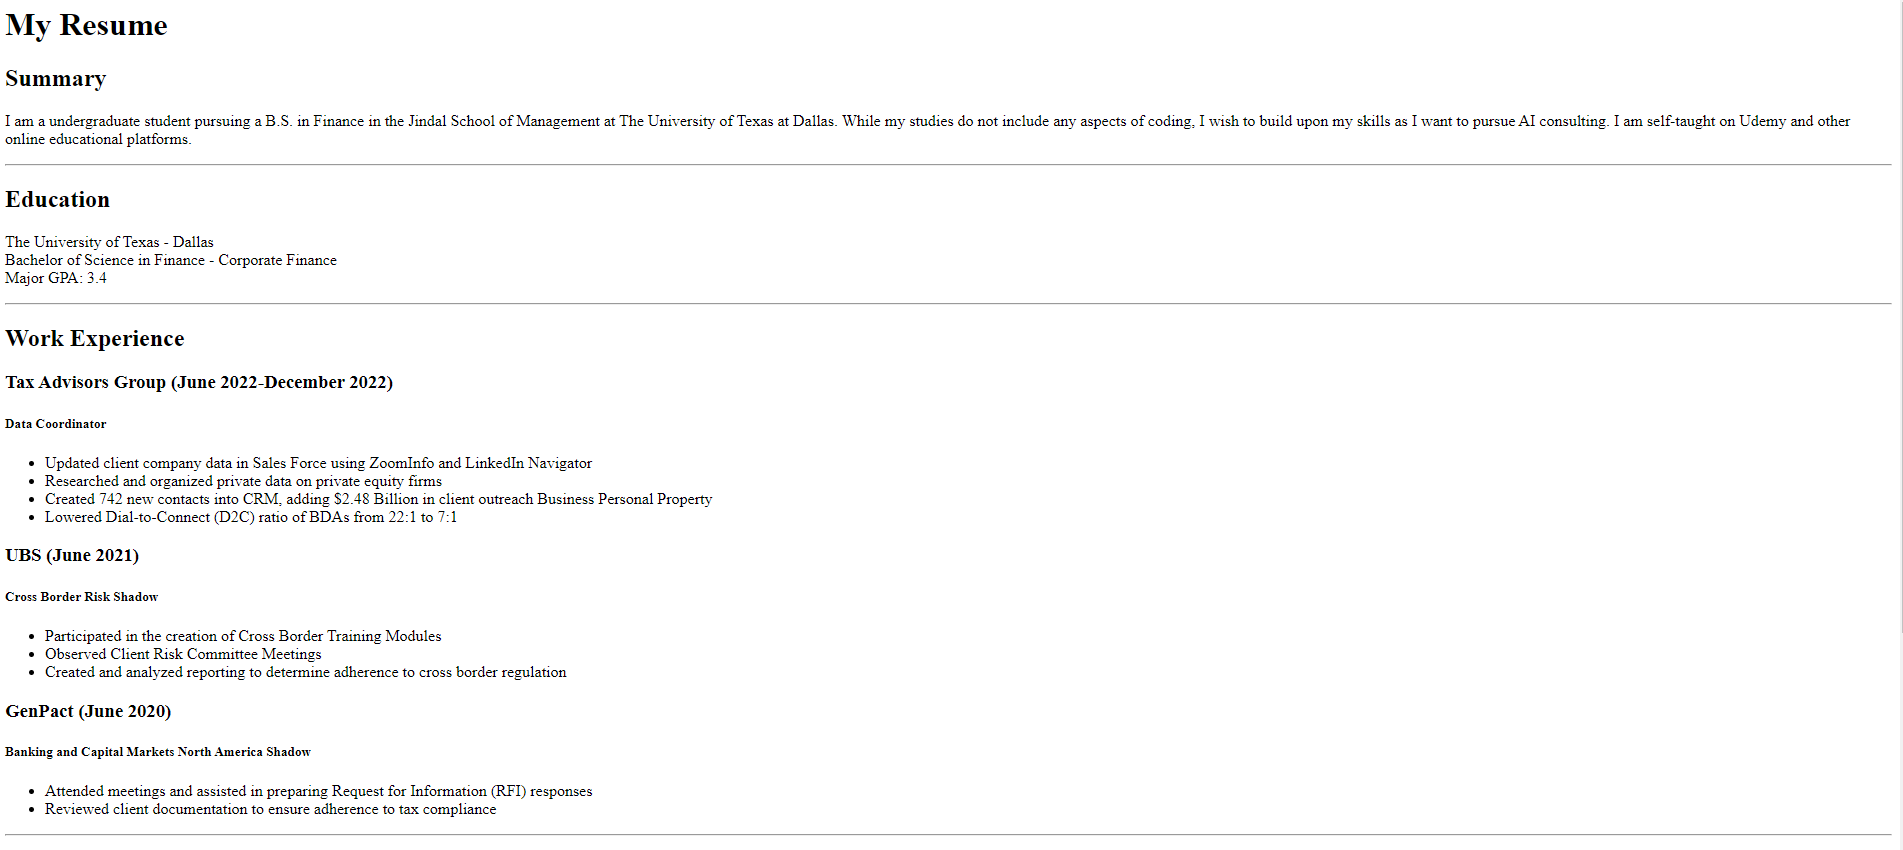 My Resume
Summary
I am a undergraduate student pursuing a B.S. in Finance in the Jindal School of Management at The University of Texas at Dallas. While my studies do not include any aspects of coding, I wish to build upon my skills as I want to pursue AI consulting. I am self-taught on Udemy and other
online educational platforms.
Education
The University of Texas - Dallas
Bachelor of Science in Finance - Corporate Finance
Major GPA: 3.4
Work Experience
Tax Advisors Group (June 2022-December 2022)
Data Coordinator
• Updated client company data in Sales Force using ZoomInfo and LinkedIn Navigator
• Researched and organized private data on private equity firms
• Created 742 new contacts into CRM, adding $2.48 Billion in client outreach Business Personal Property
• Lowered Dial-to-Connect (D2C) ratio of BDAs from 22:1 to 7:1
UBS (June 2021)
Cross Border Risk Shadow
• Participated in the creation of Cross Border Training Modules
• Observed Client Risk Committee Meetings
• Created and analyzed reporting to determine adherence to cross border regulation
GenPact (June 2020)
Banking and Capital Markets North America Shadow
• Attended meetings and assisted in preparing Request for Information (RFI) responses
• Reviewed client documentation to ensure adherence to tax compliance